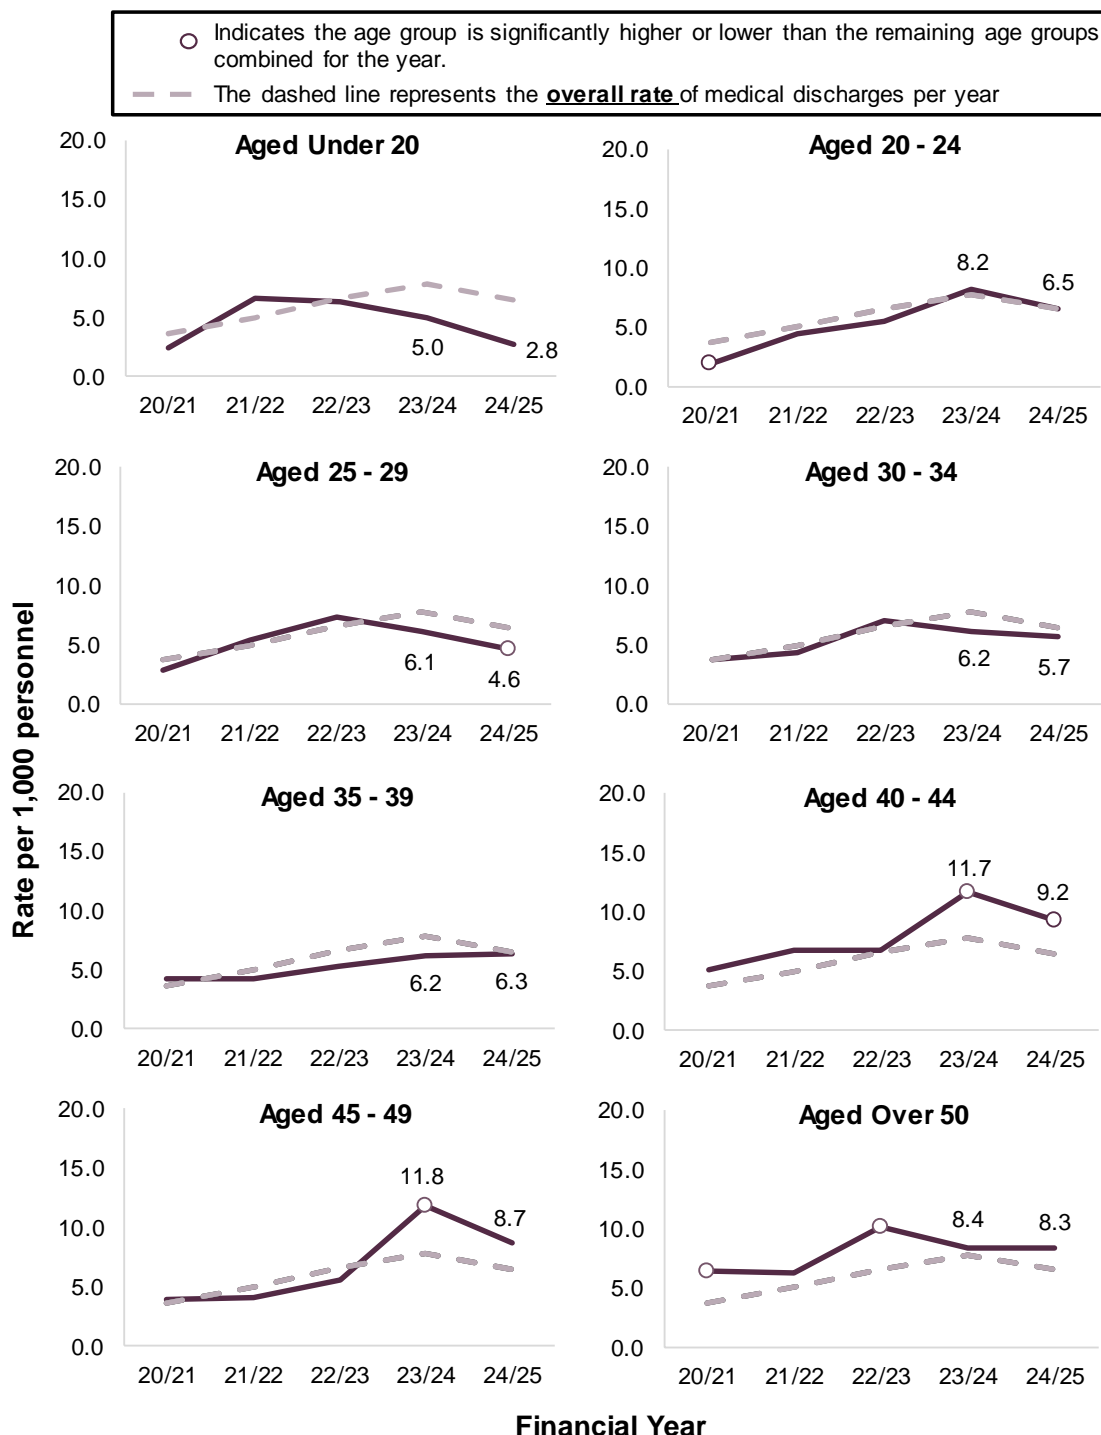 Indicates the age group is significantly higher or lower than the remaining age groups
combined for the year.
The dashed line represents the overall rate of medical discharges per year
Aged Under 20
20.0
15.0
10.0
5.0
0.0
5.0
2.8
20/21 21/22 22/23 23/24 24/25
Aged 20 - 24
20.0
15.0
10.0
5.0
0.0
8.2
6.5
20/21 21/22 22/23 23/24 24/25
Aged 25 - 29
20.0
15.0
10.0
5.0
0.0
6.1
4.6
20/21 21/22 22/23 23/24 24/25
Aged 30 - 34
20.0
15.0
10.0
5.0
0.0
6.2
5.7
20/21 21/22 22/23 23/24 24/25
Rate per 1,000 personnel
Aged 35 - 39
20.0
15.0
10.0
5.0
0.0
6.2
6.3
20/21 21/22 22/23 23/24 24/25
Aged 40 - 44
20.0
15.0
10.0
5.0
0.0
11.7
9.2
20/21 21/22 22/23 23/24 24/25
Aged 45 - 49
20.0
15.0
10.0
5.0
0.0
11.8
8.7
20/21 21/22 22/23 23/24 24/25
Aged Over 50
20.0
15.0
10.0
5.0
0.0
8.4
8.3
20/21 21/22 22/23 23/24 24/25
Financial Year